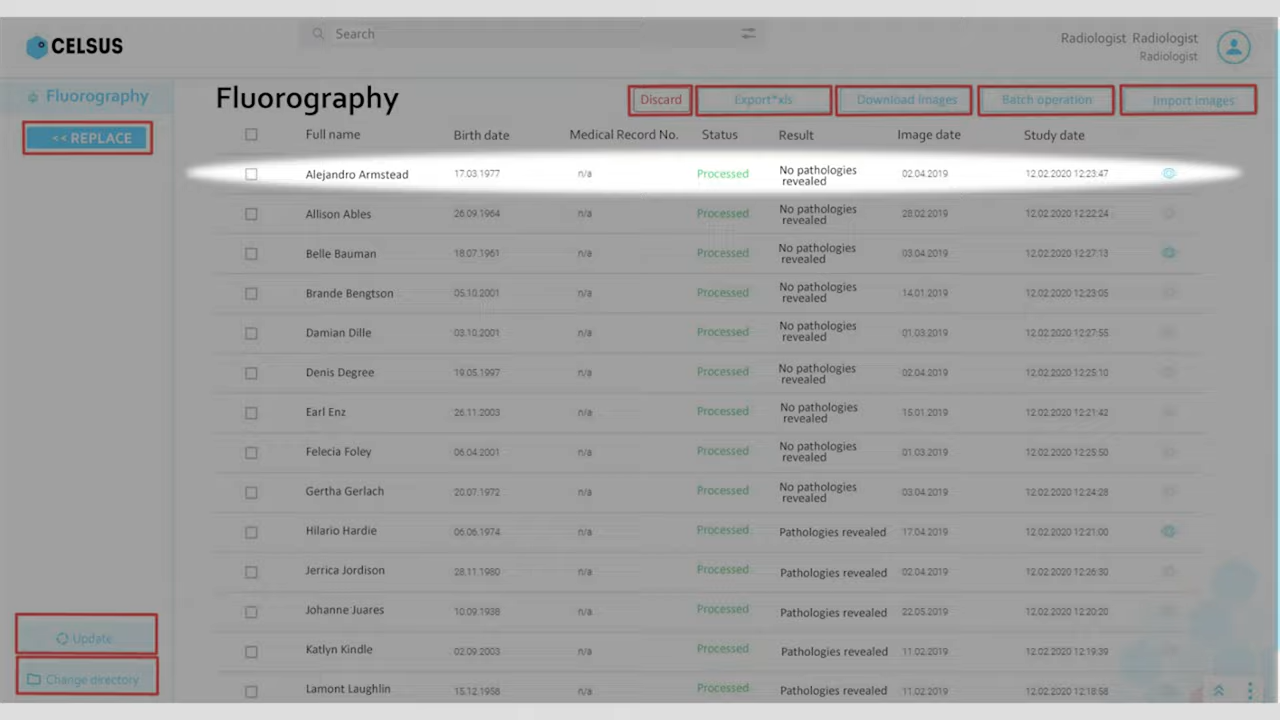 CELSUS
Search
Radiologist Radiologist
Radiologist
Fluorography
<< REPLACE
Fluorography
Discard
Export*xls
Download images
Batch operation
Import images
Full name Birth date Medical Record No. Status Result Image date Study date
Alejandro Armstead 17.03.1977 n/a Processed No pathologies revealed 02.04.2019 12.02.2020 12:23:47
Allison Ables 26.09.1964 n/a Processed No pathologies revealed 28.02.2019 12.02.2020 12:22:24
Belle Bauman 18.07.1961 n/a Processed No pathologies revealed 03.04.2019 12.02.2020 12:27:13
Brande Bengtson 05.10.2001 n/a Processed No pathologies revealed 14.01.2019 12.02.2020 12:23:05
Damian Dille 03.10.2001 n/a Processed No pathologies revealed 01.03.2019 12.02.2020 12:27:55
Denis Degree 19.05.1997 n/a Processed No pathologies revealed 02.04.2019 12.02.2020 12:25:10
Earl Enz 26.11.2003 n/a Processed No pathologies revealed 15.01.2019 12.02.2020 12:21:42
Felecia Foley 06.04.2001 n/a Processed No pathologies revealed 01.03.2019 12.02.2020 12:25:50
Gertha Gerlach 20.07.1972 n/a Processed No pathologies revealed 03.04.2019 12.02.2020 12:24:28
Hilario Hardie 06.06.1974 n/a Processed Pathologies revealed 17.04.2019 12.02.2020 12:21:00
Jerrica Jordison 28.11.1980 n/a Processed Pathologies revealed 02.04.2019 12.02.2020 12:26:30
Johanne Juares 10.09.1938 n/a Processed Pathologies revealed 22.05.2019 12.02.2020 12:20:20
Katlyn Kindle 02.09.2003 n/a Processed Pathologies revealed 11.02.2019 12.02.2020 12:19:39
Lamont Laughlin 15.12.1958 n/a Processed Pathologies revealed 11.02.2019 12.02.2020 12:18:58
Update
Change directory